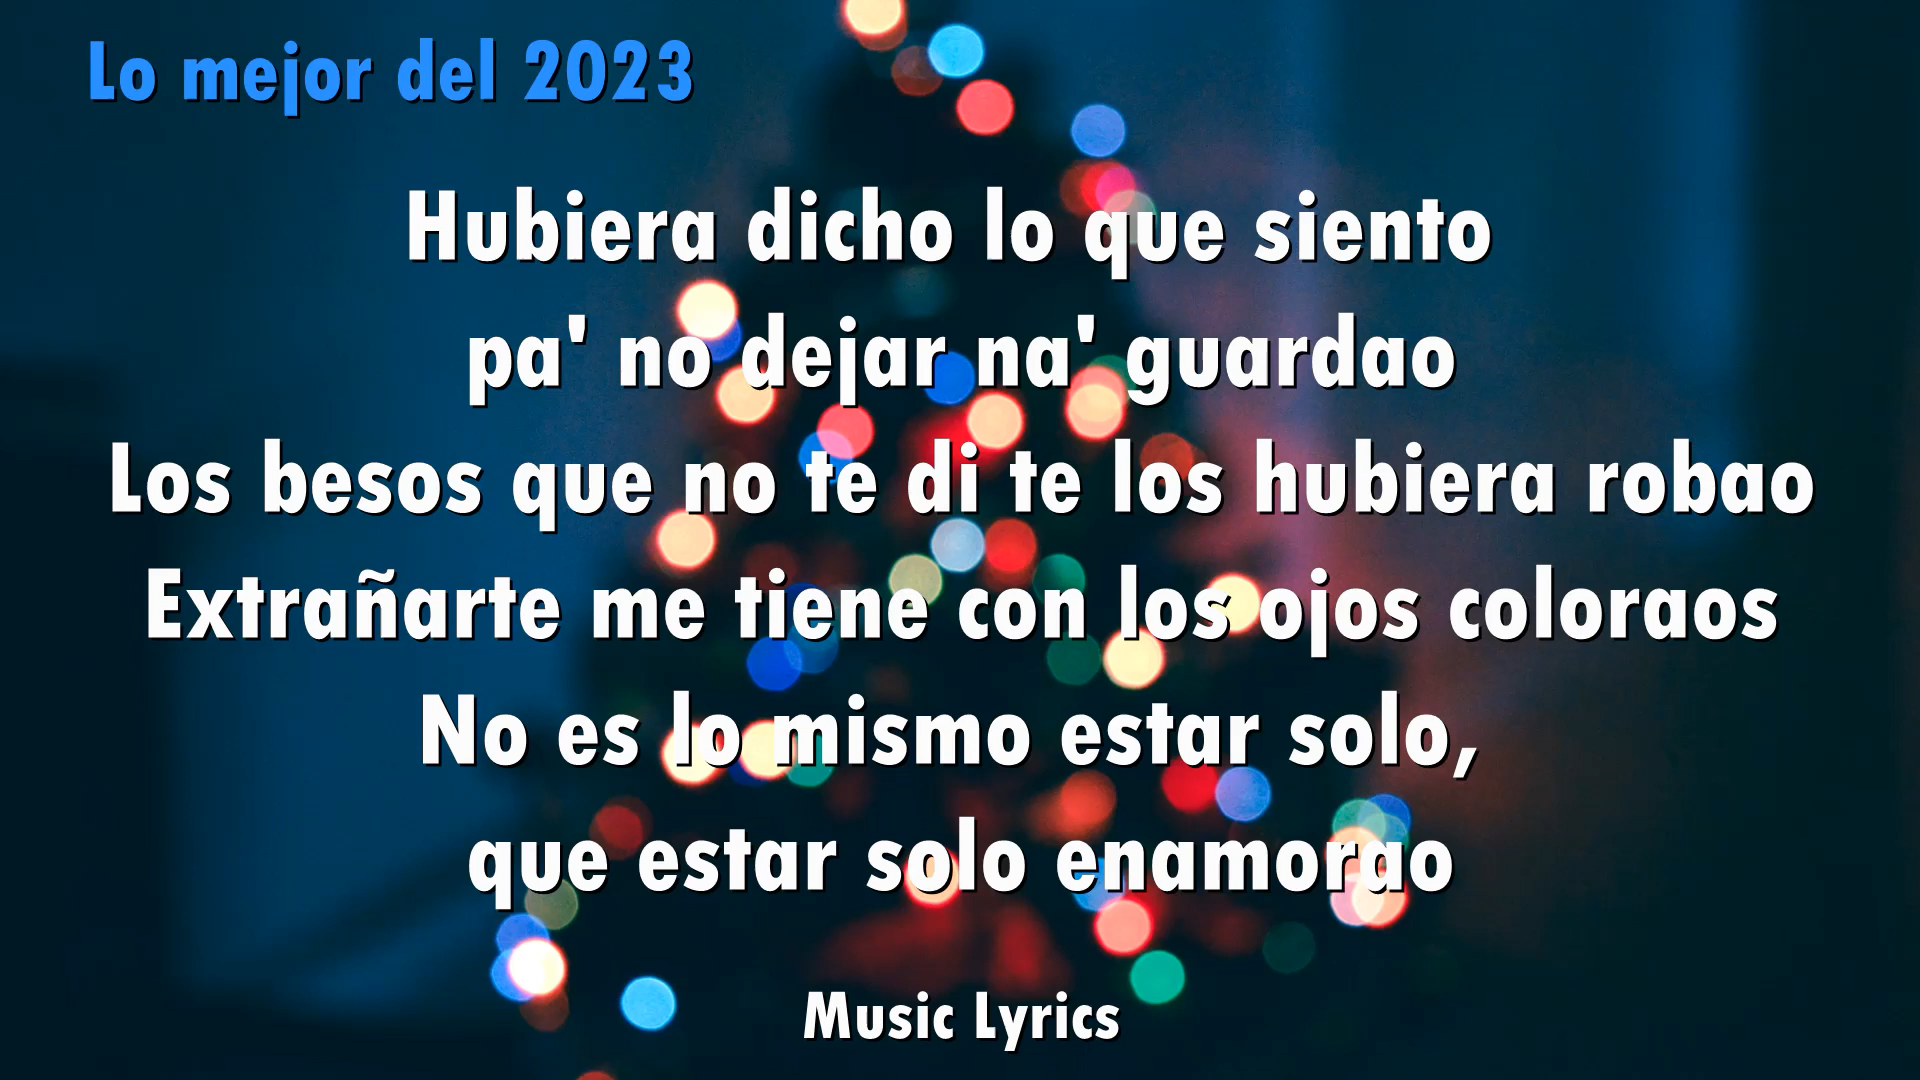 Lo mejor del 2023
Hubiera dicho lo que siento
pa' no dejar na' guardao
Los besos que no te di te los hubiera robao
Extrañarte me tiene con los ojos coloraos
No es lo mismo estar solo,
que estar solo enamorao
Music Lyrics